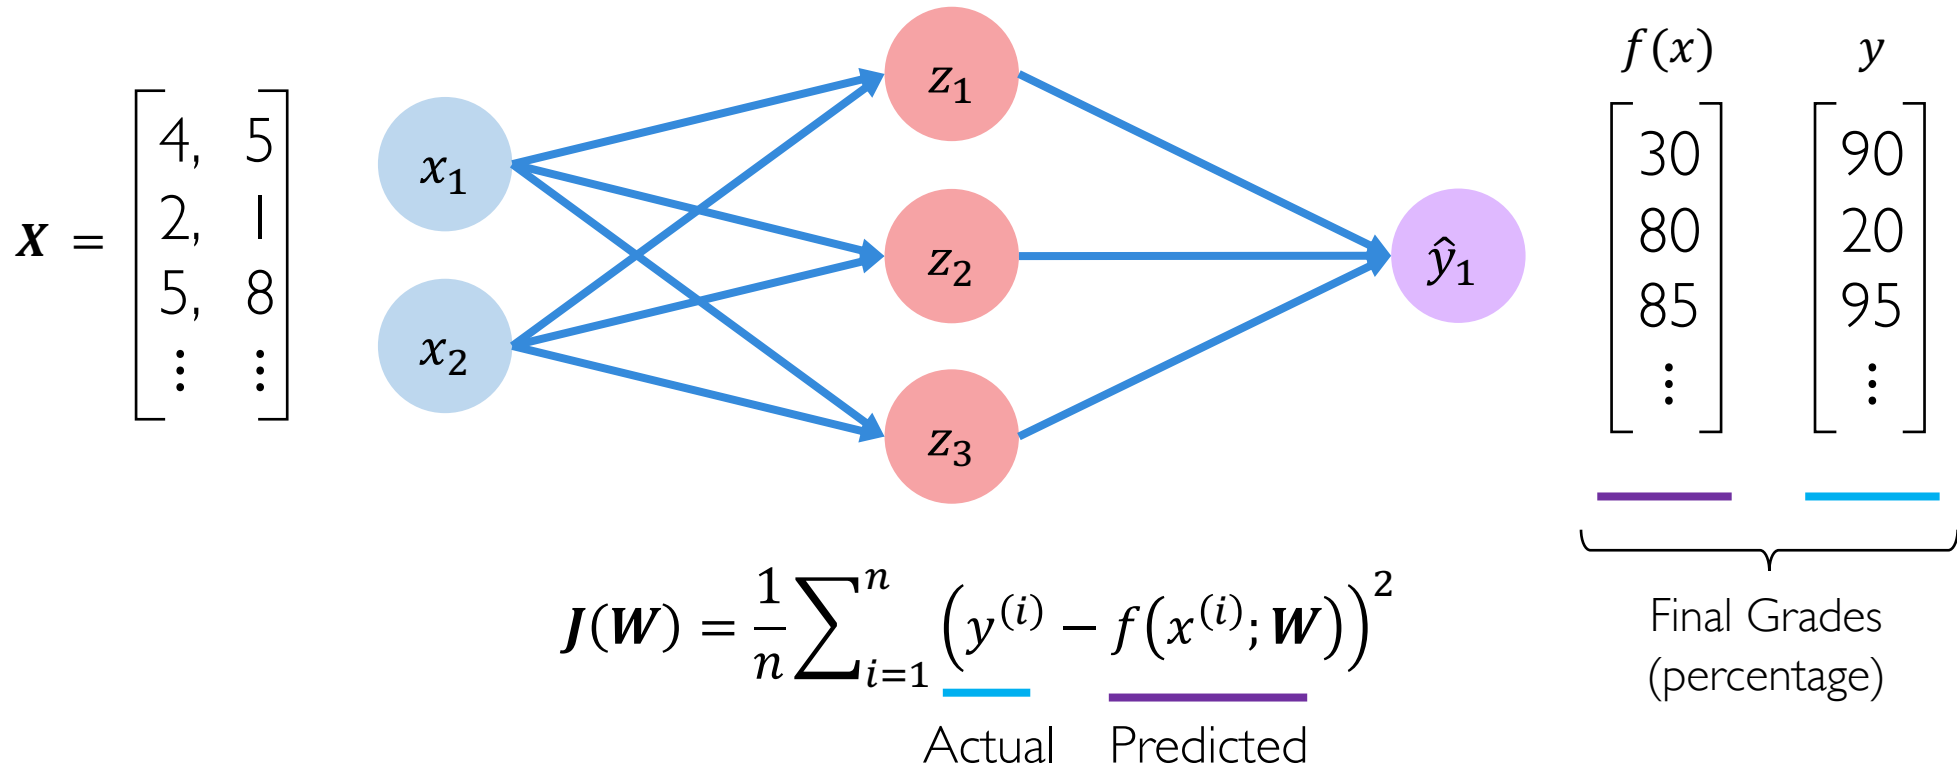 X =
4, 5
2, 1
5, 8
⋮ ⋮
x₁
x₂
z₁
z₂
z₃
ŷ₁
f(x) y
30 90
80 20
85 95
⋮ ⋮
J(W) = 1/n ∑ᵢ₌₁ⁿ (y⁽ⁱ⁾ − f(x⁽ⁱ⁾; W))²
Actual Predicted
Final Grades
(percentage)